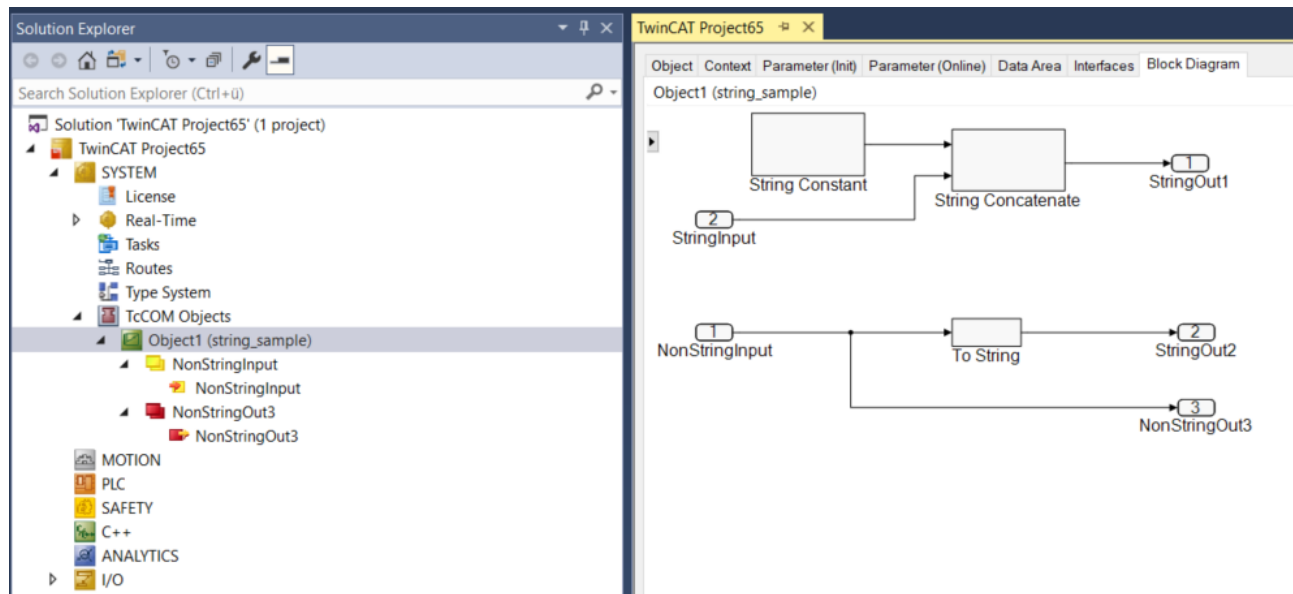 Solution Explorer
Search Solution Explorer (Ctrl+ü)
Solution 'TwinCAT Project65' (1 project)
TwinCAT Project65
SYSTEM
License
Real-Time
Tasks
Routes
Type System
TcCOM Objects
Object1 (string_sample)
NonStringInput
NonStringInput
NonStringOut3
NonStringOut3
MOTION
PLC
SAFETY
C++
ANALYTICS
I/O
TwinCAT Project65
Object Context Parameter (Init) Parameter (Online) Data Area Interfaces Block Diagram
Object1 (string_sample)
String Constant
String Concatenate
1
StringOut1
2
StringInput
1
NonStringInput
To String
2
StringOut2
3
NonStringOut3